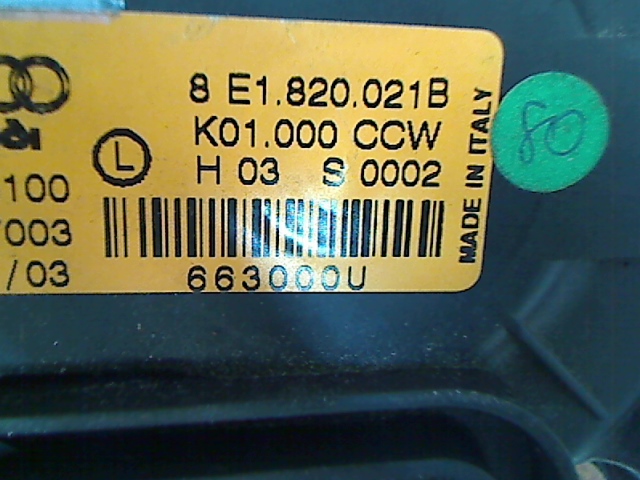 8 E1.820.021B
K01.000 CCW
L
H 03 S 0002
100
003
/03
663000U
MADE IN ITALY
80